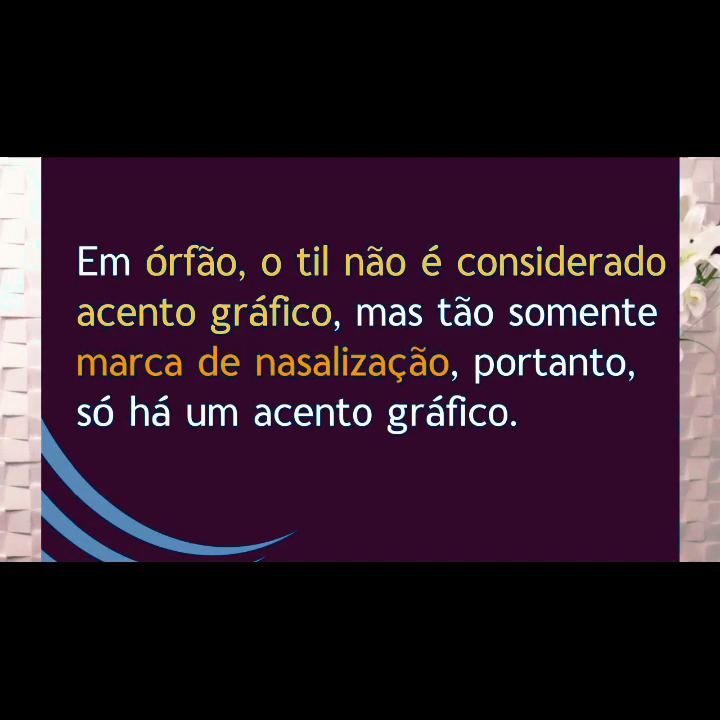 Em órfão, o til não é considerado
acento gráfico, mas tão somente
marca de nasalização, portanto,
só há um acento gráfico.